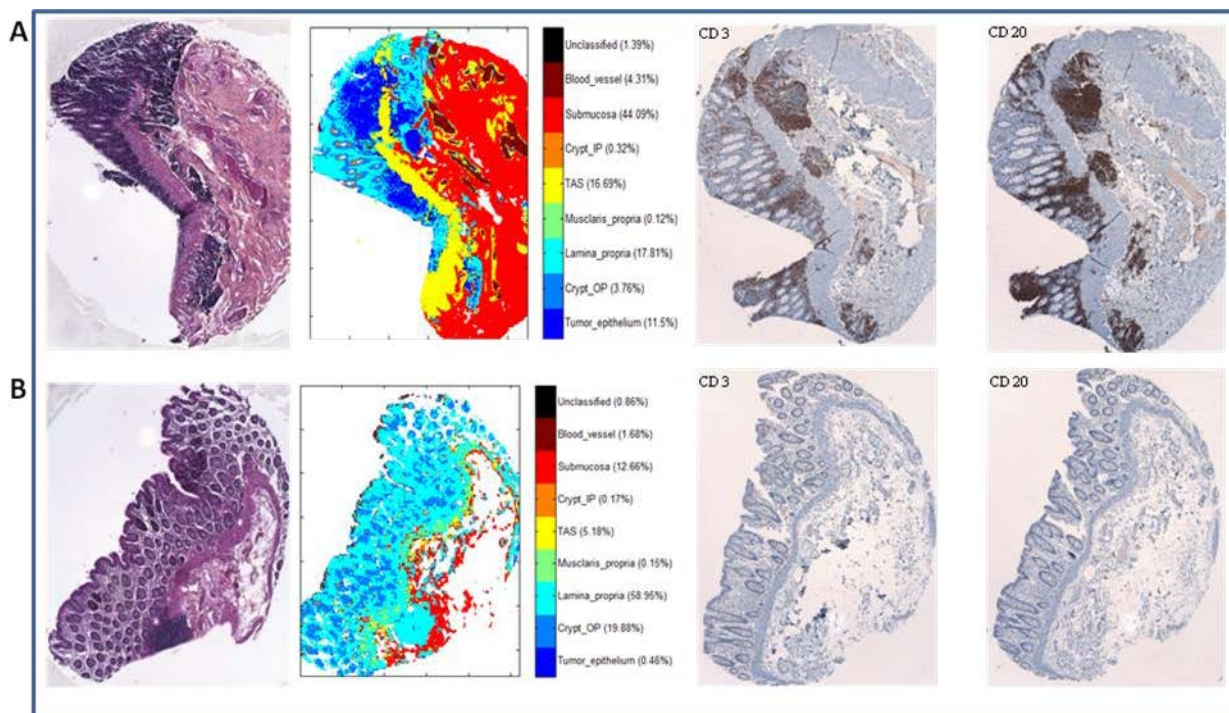 A
Unclassified (1.39%)
Blood_vessel (4.31%)
Submucosa (44.09%)
Crypt_IP (0.32%)
TAS (16.69%)
Musclaris_propria (0.12%)
Lamina_propria (17.81%)
Crypt_OP (3.76%)
Tumor_epithelium (11.5%)
CD 3
CD 20
B
Unclassified (0.86%)
Blood_vessel (1.68%)
Submucosa (12.66%)
Crypt_IP (0.17%)
TAS (5.18%)
Musclaris_propria (0.15%)
Lamina_propria (58.95%)
Crypt_OP (19.88%)
Tumor_epithelium (0.46%)
CD 3
CD 20